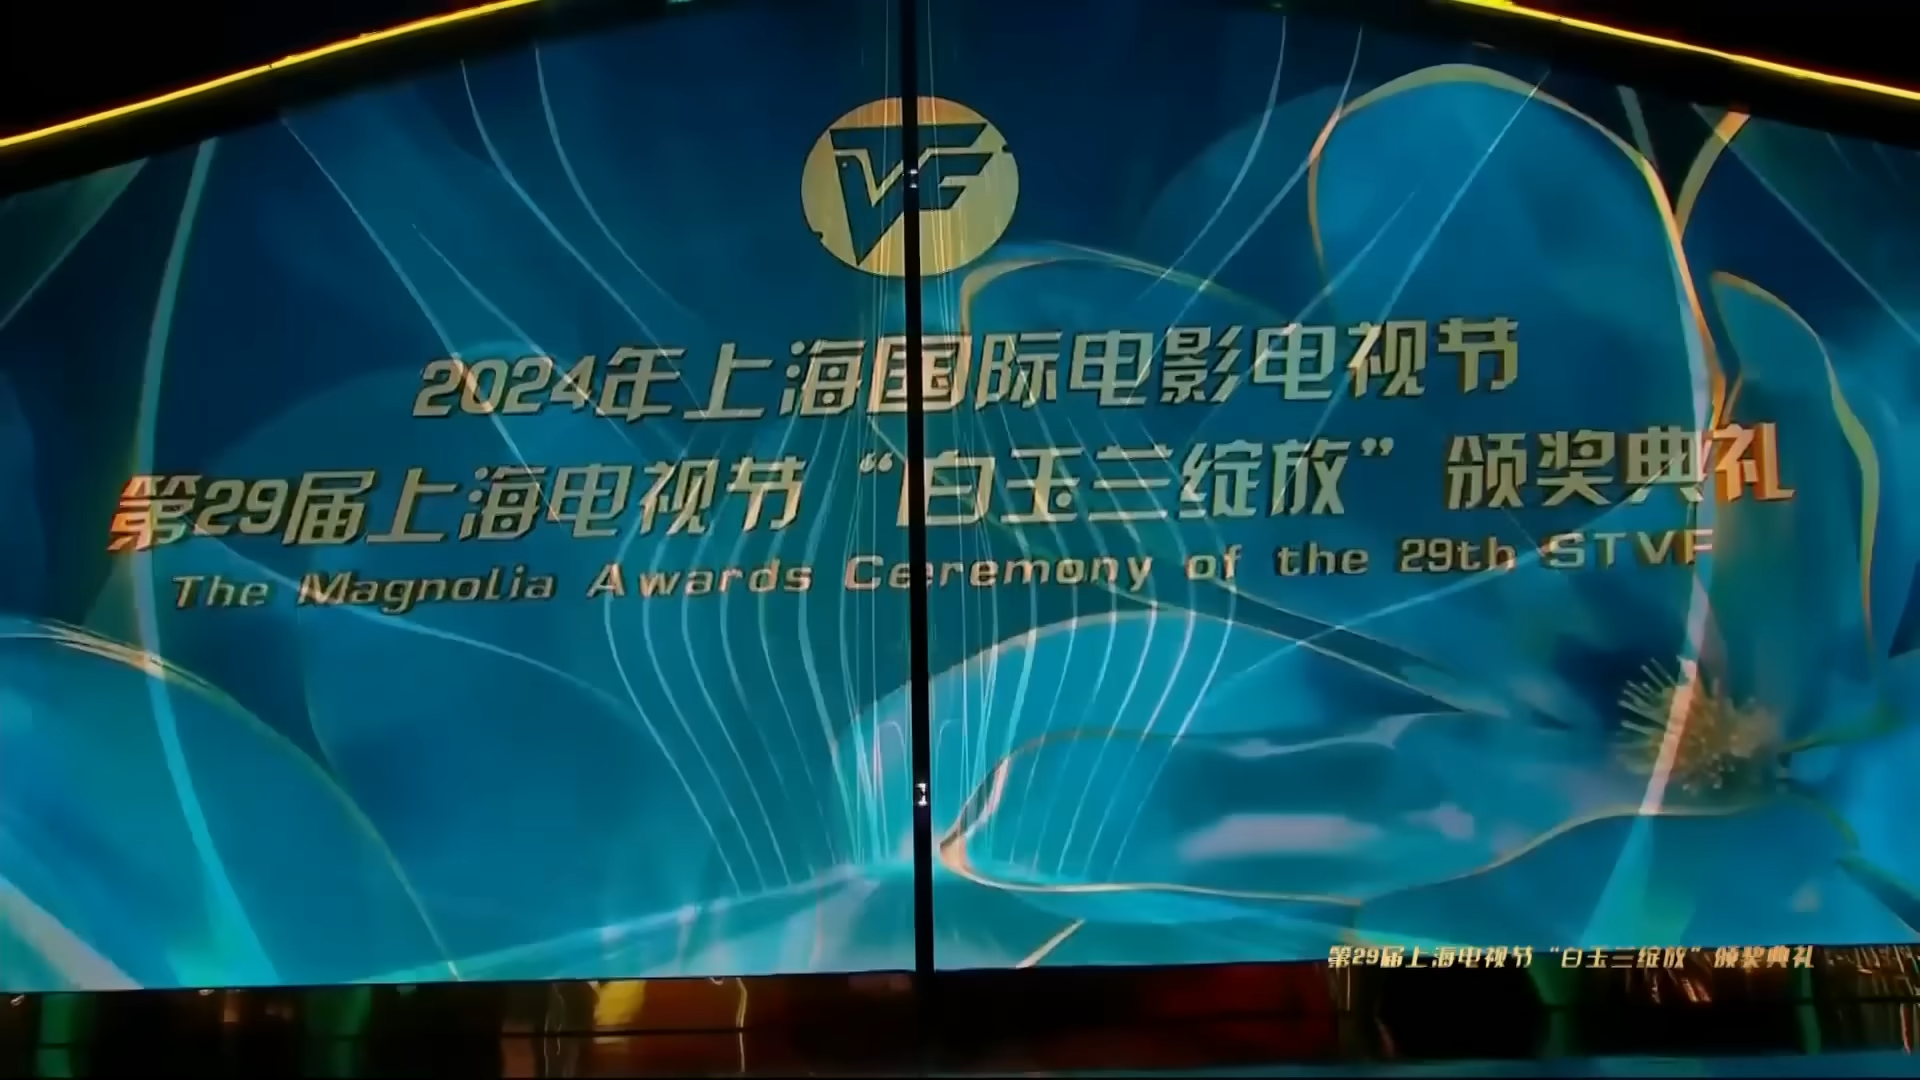 2024年上海国际电影电视节
第29届上海电视节“白玉兰绽放”颁奖典礼
The Magnolia Awards Ceremony of the 29th STVF
第29届上海电视节“白玉兰绽放”颁奖典礼